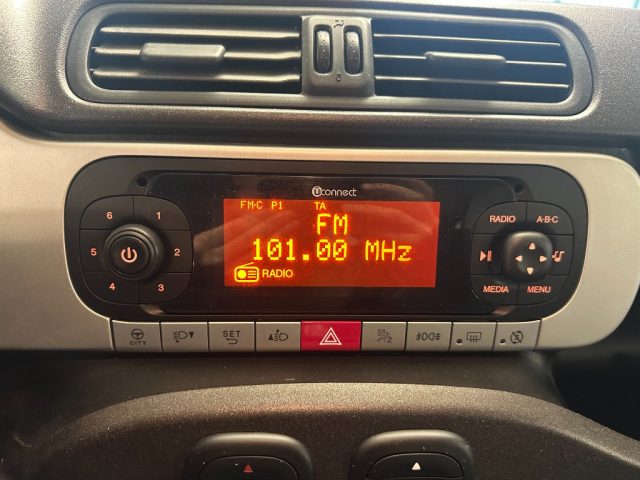 Uconnect
FM-C P1 TA
FM
101.00 MHz
RADIO
6 1
5 2
4 3
RADIO A·B·C
MEDIA MENU
CITY SET